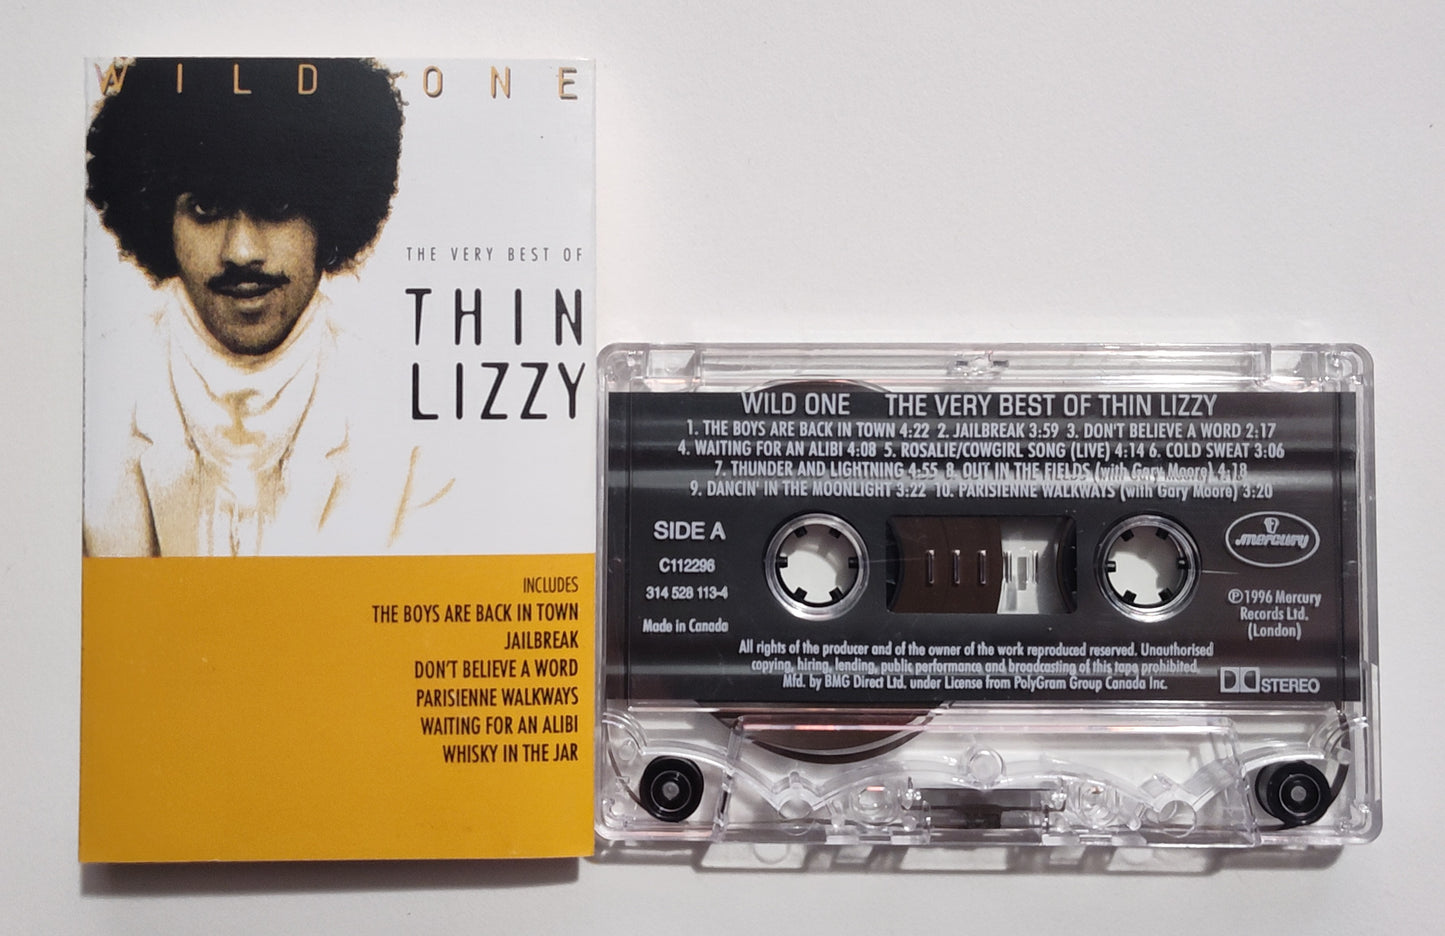 WILD ONE
THE VERY BEST OF
THIN
LIZZY
INCLUDES
THE BOYS ARE BACK IN TOWN
JAILBREAK
DON'T BELIEVE A WORD
PARISIENNE WALKWAYS
WAITING FOR AN ALIBI
WHISKY IN THE JAR
WILD ONE THE VERY BEST OF THIN LIZZY
1. THE BOYS ARE BACK IN TOWN 4:22 2. JAILBREAK 3:59 3. DON'T BELIEVE A WORD 2:17
4. WAITING FOR AN ALIBI 4:08 5. ROSALIE/COWGIRL SONG (LIVE) 4:14 6. COLD SWEAT 3:06
7. THUNDER AND LIGHTNING 4:55 8. OUT IN THE FIELDS (with Gary Moore) 4:18
9. DANCIN' IN THE MOONLIGHT 3:22 10. PARISIENNE WALKWAYS (with Gary Moore) 3:20
SIDE A
C112296
314 528 113-4
Made in Canada
mercury
℗1996 Mercury
Records Ltd.
(London)
All rights of the producer and of the owner of the work reproduced reserved. Unauthorised
copying, hiring, lending, public performance and broadcasting of this tape prohibited.
Mfd. by BMG Direct Ltd. under License from PolyGram Group Canada Inc.
STEREO